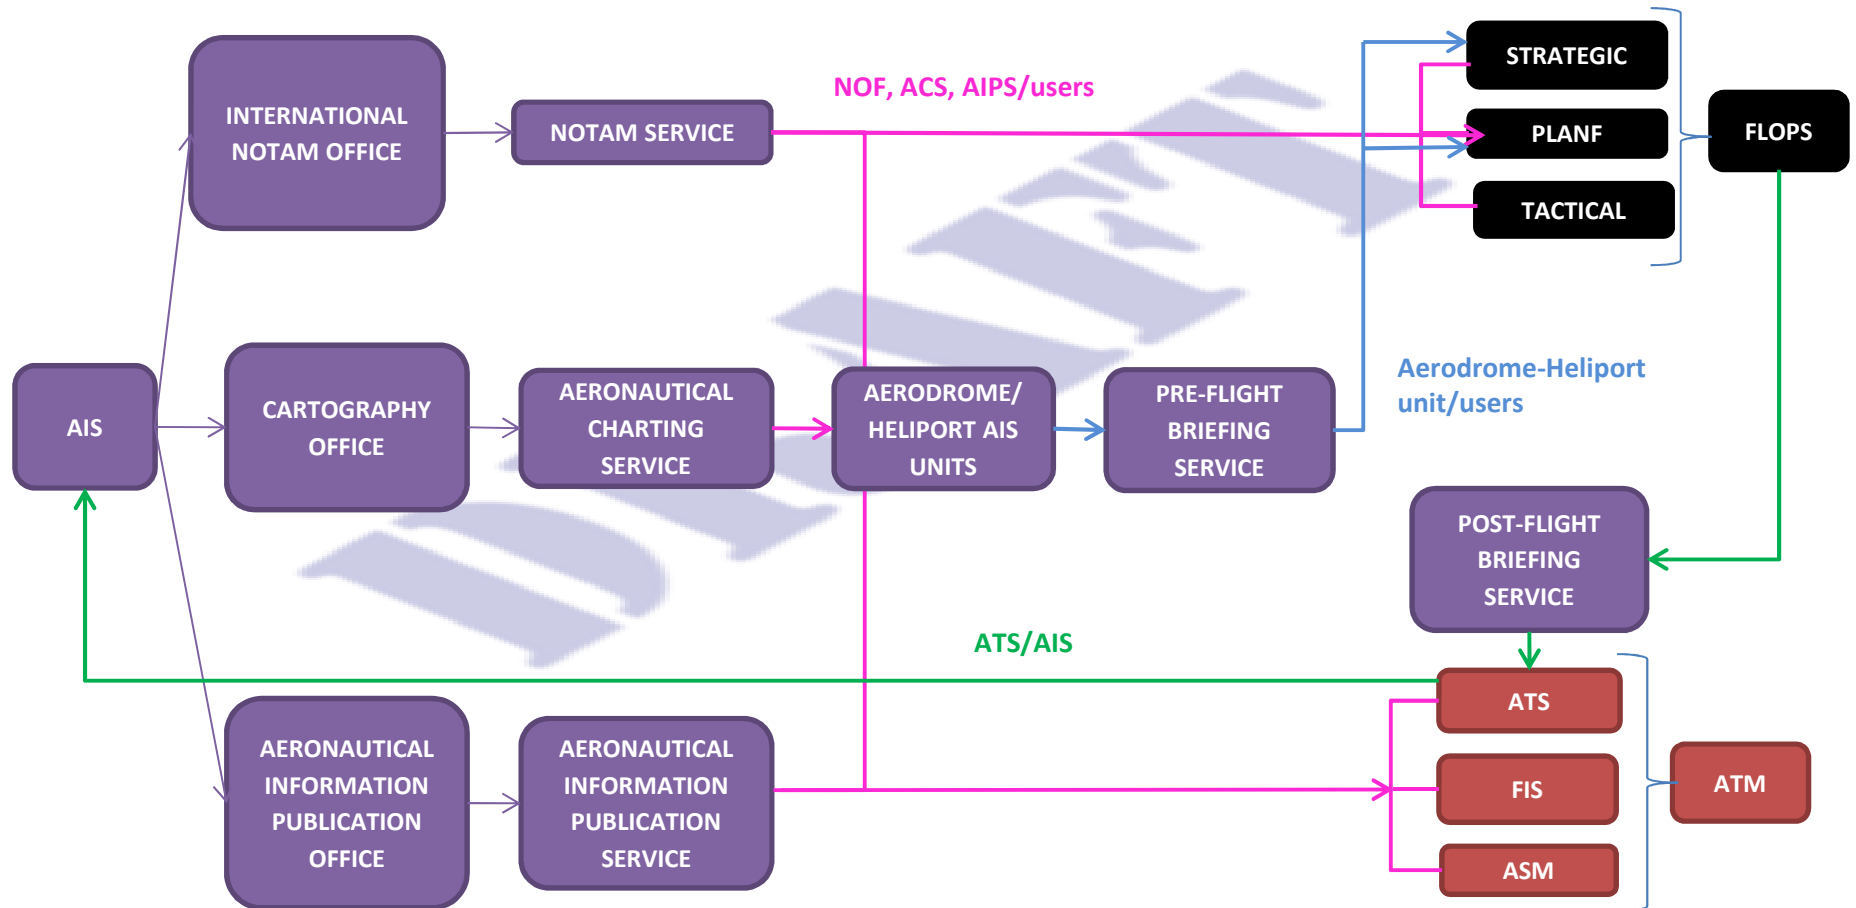 INTERNATIONAL
NOTAM OFFICE
NOTAM SERVICE
NOF, ACS, AIPS/users
STRATEGIC
PLANF
TACTICAL
FLOPS
AIS
CARTOGRAPHY
OFFICE
AERONAUTICAL
CHARTING
SERVICE
AERODROME/
HELIPORT AIS
UNITS
PRE-FLIGHT
BRIEFING
SERVICE
Aerodrome-Heliport
unit/users
POST-FLIGHT
BRIEFING
SERVICE
ATS/AIS
AERONAUTICAL
INFORMATION
PUBLICATION
OFFICE
AERONAUTICAL
INFORMATION
PUBLICATION
SERVICE
ATS
FIS
ASM
ATM